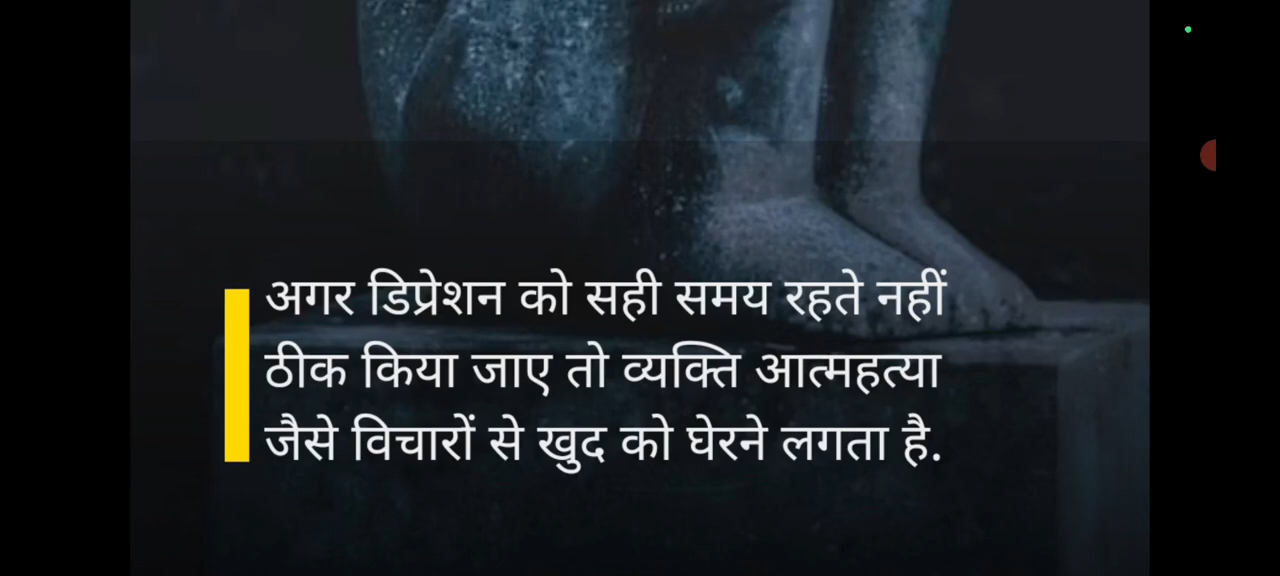 अगर डिप्रेशन को सही समय रहते नहीं
ठीक किया जाए तो व्यक्ति आत्महत्या
जैसे विचारों से खुद को घेरने लगता है.